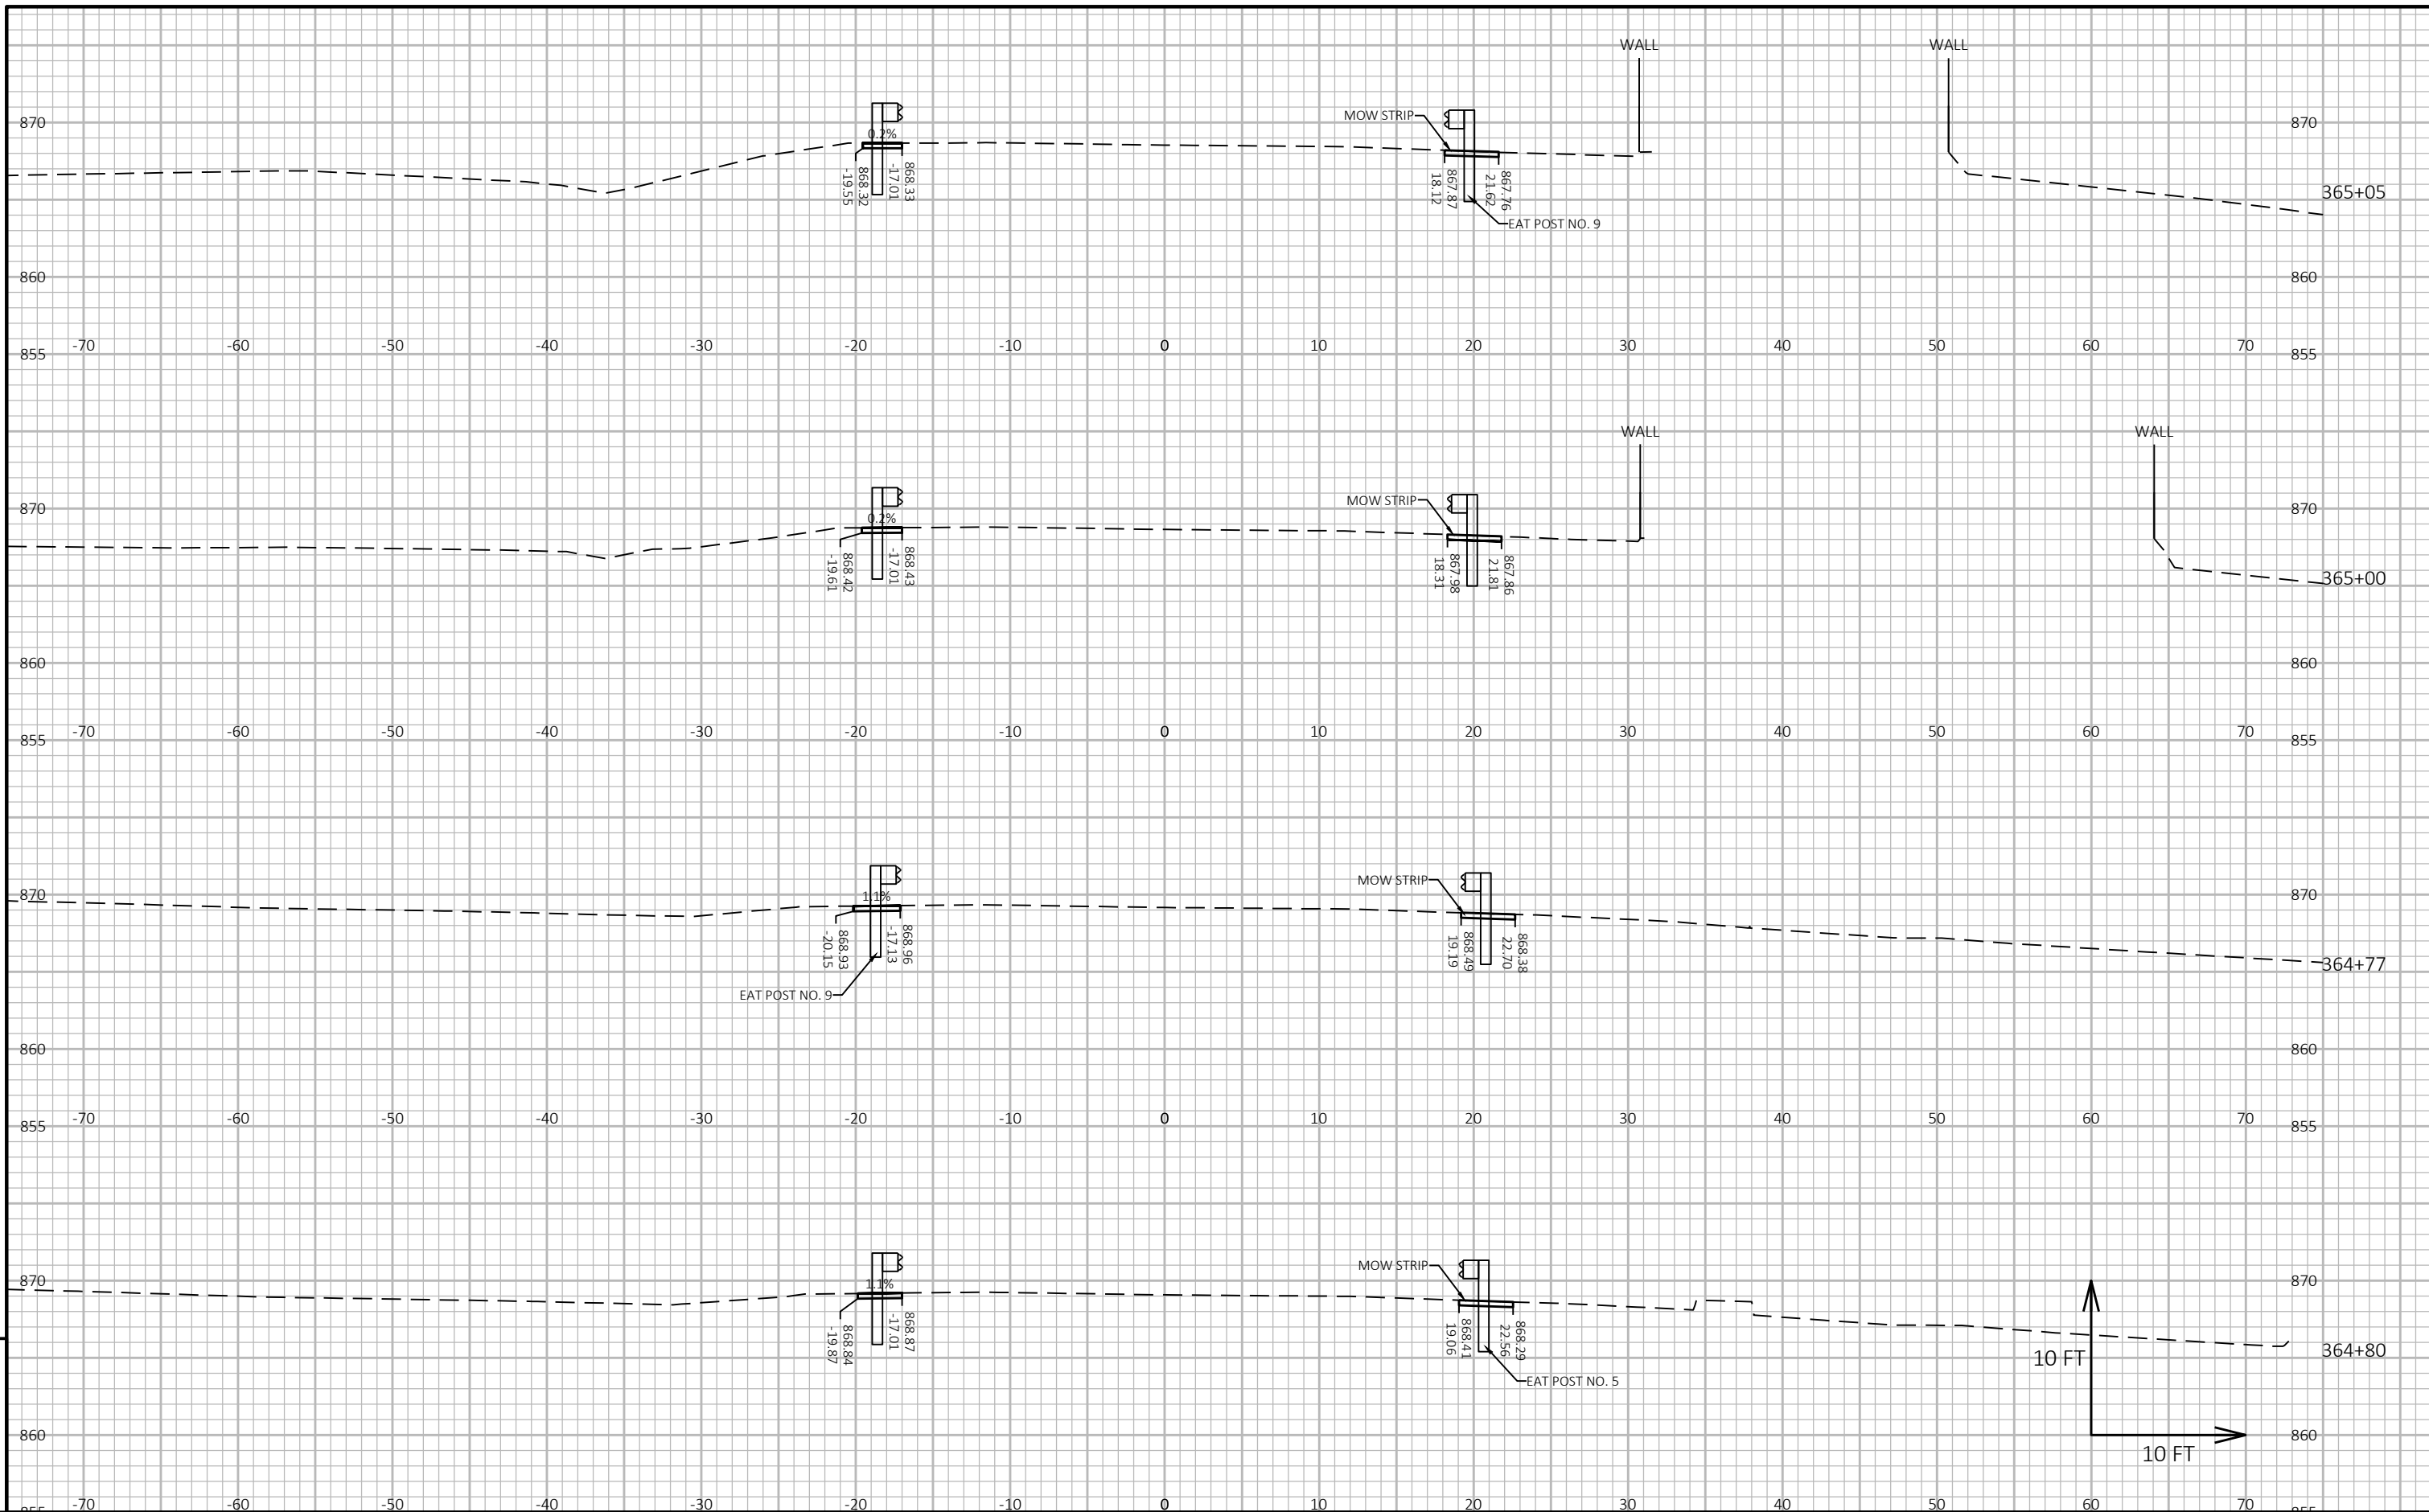 WALL WALL
870 0.2% MOW STRIP 870
-19.55 868.32 -17.01 868.33 18.12 867.87 21.62 867.76 365+05
EAT POST NO. 9
860 860
-70 -60 -50 -40 -30 -20 -10 0 10 20 30 40 50 60 70
855 855
WALL WALL
870 0.2% MOW STRIP 870
-19.61 868.42 -17.01 868.43 18.31 867.98 21.81 867.86 365+00
860 860
-70 -60 -50 -40 -30 -20 -10 0 10 20 30 40 50 60 70
855 855
870 1.1% MOW STRIP 870
-20.15 868.93 -17.13 868.96 19.19 868.49 22.70 868.38 364+77
EAT POST NO. 9
860 860
-70 -60 -50 -40 -30 -20 -10 0 10 20 30 40 50 60 70
855 855
870 1.1% MOW STRIP 870
-19.87 868.84 -17.01 868.87 19.06 868.41 22.56 868.29 364+80
10 FT
EAT POST NO. 5
860 860
10 FT
-70 -60 -50 -40 -30 -20 -10 0 10 20 30 40 50 60 70